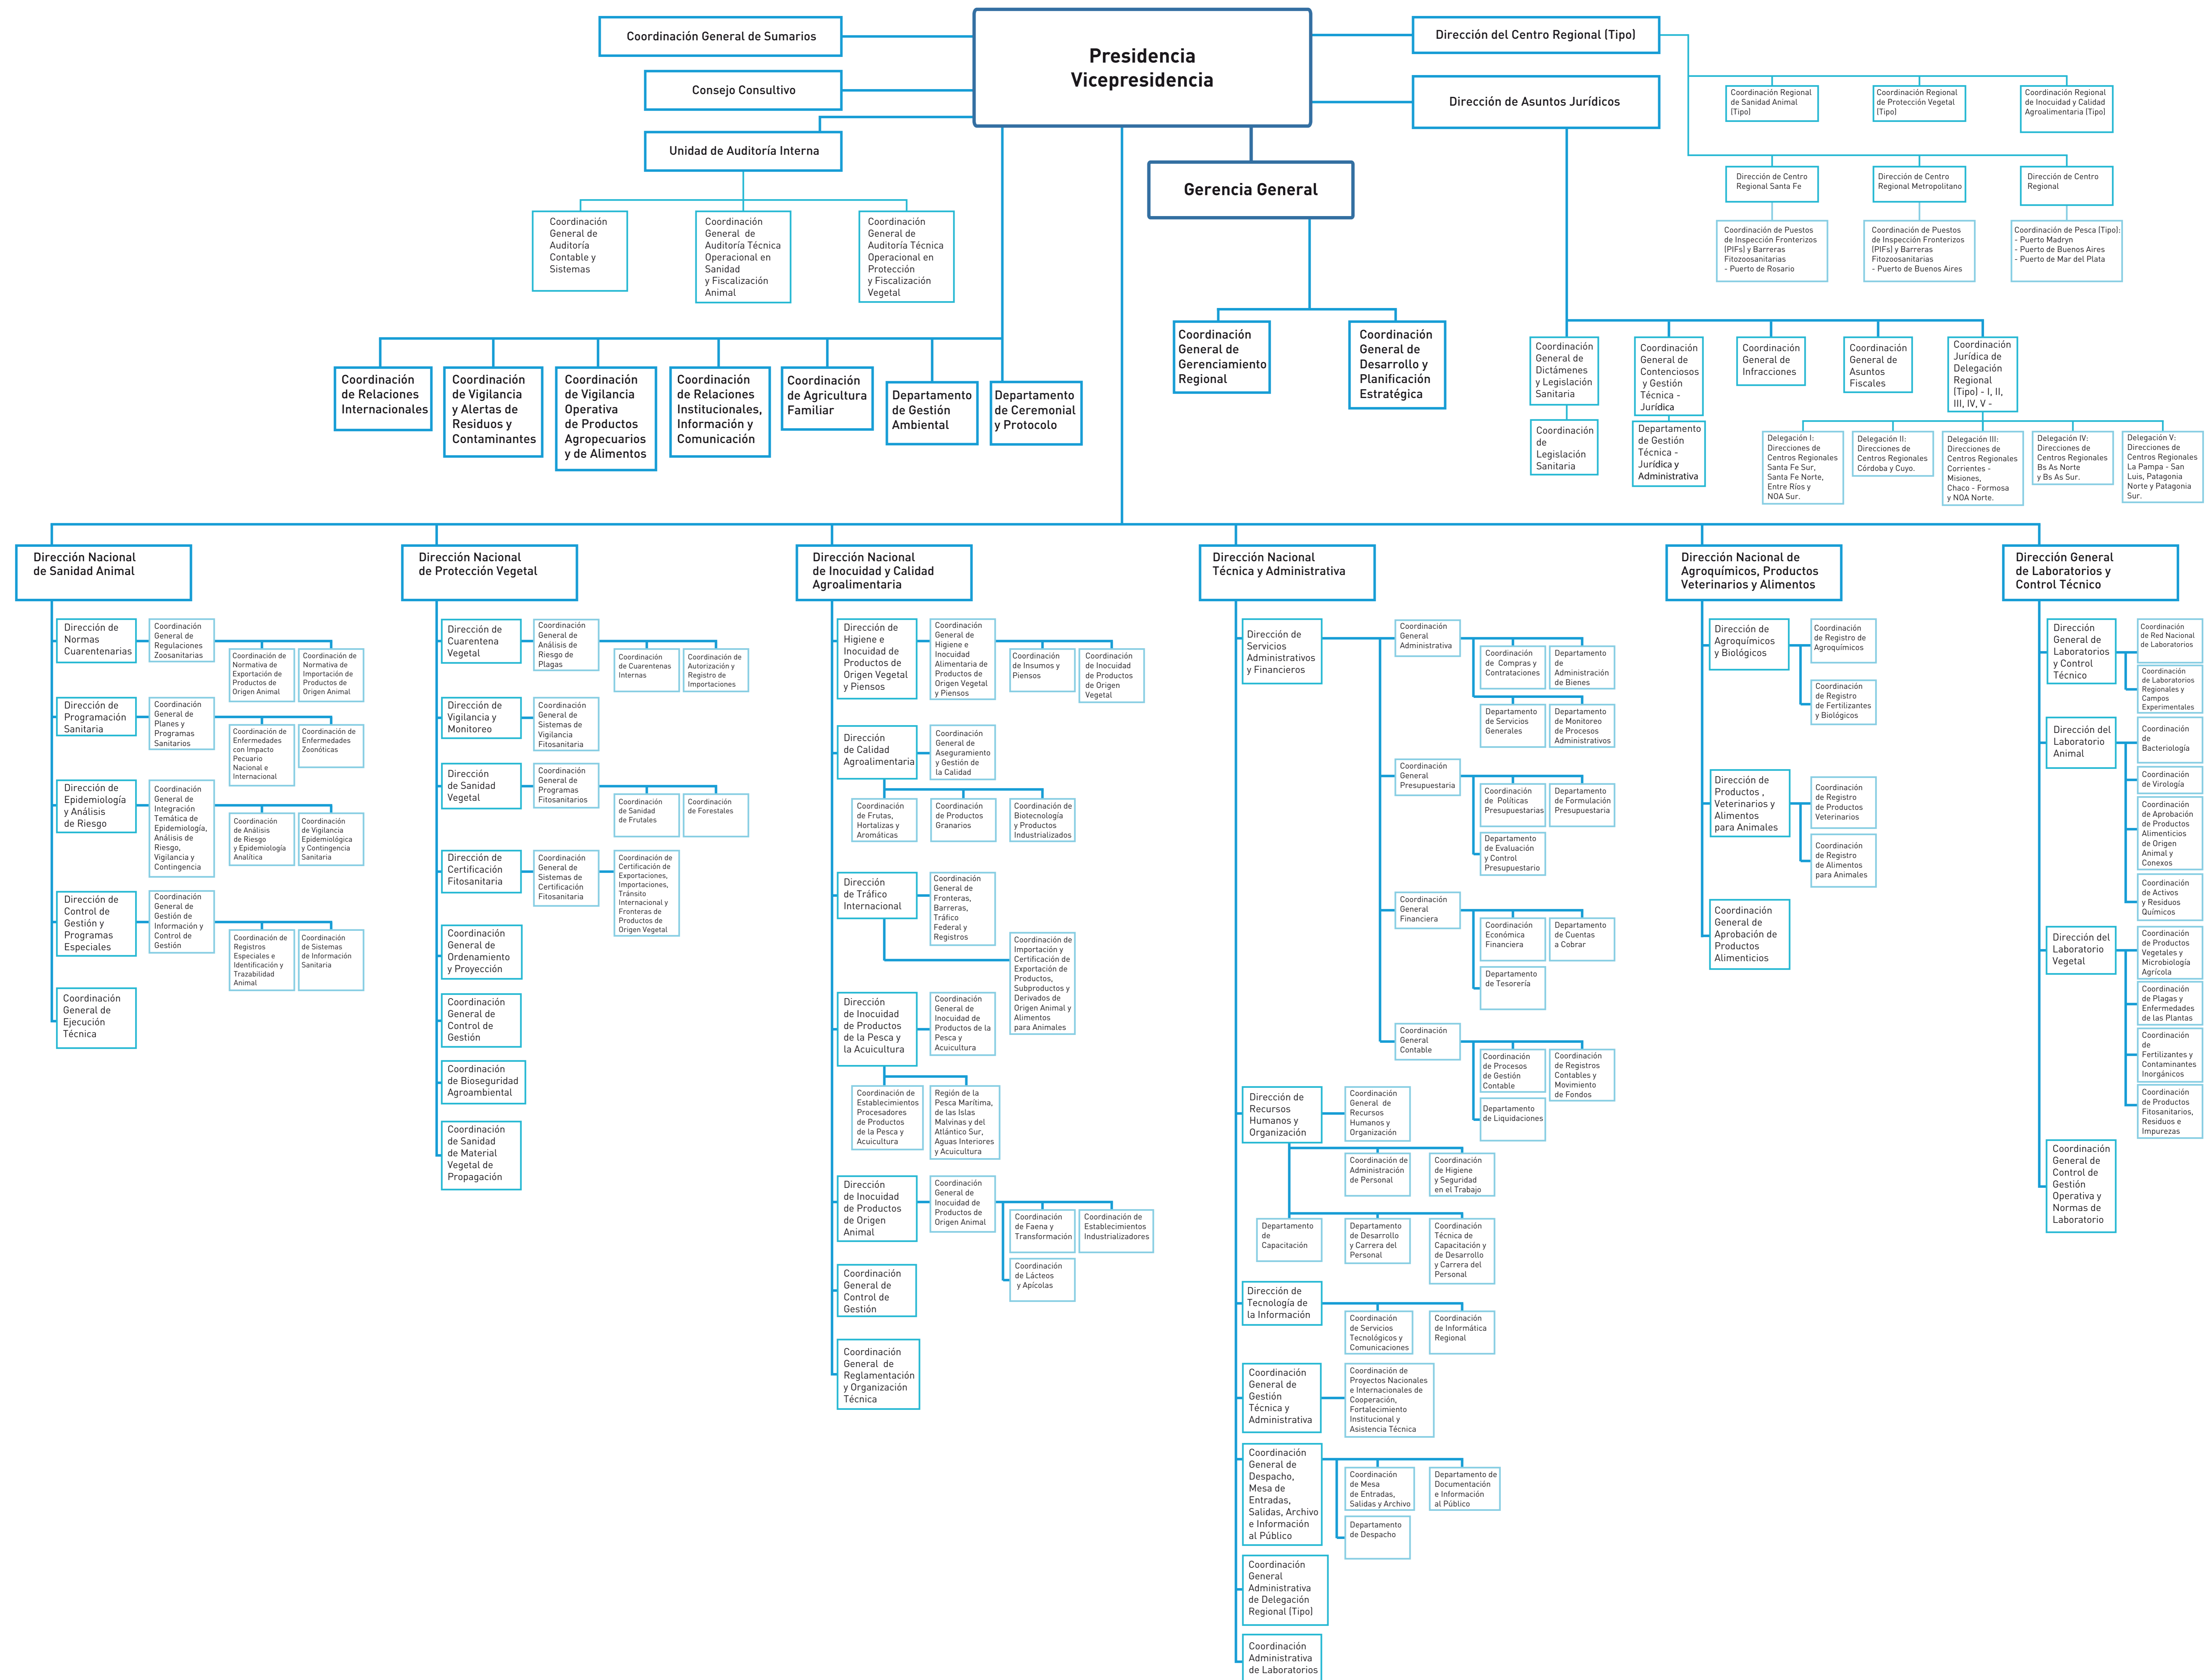 Presidencia
Vicepresidencia
Coordinación General de Sumarios
Consejo Consultivo
Unidad de Auditoría Interna
Coordinación
General de
Auditoría
Contable y
Sistemas
Coordinación
General de
Auditoría Técnica
Operacional en
Sanidad
y Fiscalización
Animal
Coordinación
General de
Auditoría Técnica
Operacional en
Protección
y Fiscalización
Vegetal
Gerencia General
Coordinación
General de
Gerenciamiento
Regional
Coordinación
General de
Desarrollo y
Planificación
Estratégica
Dirección del Centro Regional (Tipo)
Coordinación Regional
de Sanidad Animal
(Tipo)
Coordinación Regional
de Protección Vegetal
(Tipo)
Coordinación Regional
de Inocuidad y Calidad
Agroalimentaria (Tipo)
Dirección de Centro
Regional Santa Fe
Dirección de Centro
Regional Metropolitano
Dirección de Centro
Regional
Coordinación de Puestos
de Inspección Fronterizos
(PIFs) y Barreras
Fitozoosanitarias
- Puerto de Rosario
Coordinación de Puestos
de Inspección Fronterizos
(PIFs) y Barreras
Fitozoosanitarias
- Puerto de Buenos Aires
Coordinación de Pesca (Tipo):
- Puerto Madryn
- Puerto de Buenos Aires
- Puerto de Mar del Plata
Dirección de Asuntos Jurídicos
Coordinación
General de
Dictámenes
y Legislación
Sanitaria
Coordinación
de
Legislación
Sanitaria
Coordinación
General de
Contenciosos
y Gestión
Técnica -
Jurídica
Departamento
de Gestión
Técnica -
Jurídica y
Administrativa
Coordinación
General de
Infracciones
Coordinación
General de
Asuntos
Fiscales
Coordinación
Jurídica de
Delegación
Regional
(Tipo) - I, II,
III, IV, V -
Delegación I:
Direcciones de
Centros Regionales
Santa Fe Sur,
Santa Fe Norte,
Entre Ríos y
NOA Sur.
Delegación II:
Direcciones de
Centros Regionales
Córdoba y Cuyo.
Delegación III:
Direcciones de
Centros Regionales
Corrientes -
Misiones,
Chaco - Formosa
y NOA Norte.
Delegación IV:
Direcciones de
Centros Regionales
Bs As Norte
y Bs As Sur.
Delegación V:
Direcciones de
Centros Regionales
La Pampa - San
Luis, Patagonia
Norte y Patagonia
Sur.
Coordinación
de Relaciones
Internacionales
Coordinación
de Vigilancia
y Alertas de
Residuos y
Contaminantes
Coordinación
de Vigilancia
Operativa
de Productos
Agropecuarios
y de Alimentos
Coordinación
de Relaciones
Institucionales,
Información y
Comunicación
Coordinación
de Agricultura
Familiar
Departamento
de Gestión
Ambiental
Departamento
de Ceremonial
y Protocolo
Dirección Nacional
de Sanidad Animal
Dirección de
Normas
Cuarentenarias
Coordinación
General de
Regulaciones
Zoosanitarias
Coordinación de
Normativa de
Exportación de
Productos de
Origen Animal
Coordinación de
Normativa de
Importación de
Productos de
Origen Animal
Dirección de
Programación
Sanitaria
Coordinación
General de
Planes y
Programas
Sanitarios
Coordinación de
Enfermedades
con Impacto
Pecuario
Nacional e
Internacional
Coordinación de
Enfermedades
Zoonóticas
Dirección de
Epidemiología
y Análisis
de Riesgo
Coordinación
General de
Integración
Temática de
Epidemiología,
Análisis de
Riesgo,
Vigilancia y
Contingencia
Coordinación
de Análisis
de Riesgo
y Epidemiología
Analítica
Coordinación
de Vigilancia
Epidemiológica
y Contingencia
Sanitaria
Dirección de
Control de
Gestión y
Programas
Especiales
Coordinación
General de
Gestión de
Información y
Control de
Gestión
Coordinación de
Registros
Especiales e
Identificación y
Trazabilidad
Animal
Coordinación
de Sistemas
de Información
Sanitaria
Coordinación
General de
Ejecución
Técnica
Dirección Nacional
de Protección Vegetal
Dirección de
Cuarentena
Vegetal
Coordinación
General de
Análisis de
Riesgo de
Plagas
Coordinación
de Cuarentenas
Internas
Coordinación de
Autorización y
Registro de
Importaciones
Dirección de
Vigilancia y
Monitoreo
Coordinación
General de
Sistemas de
Vigilancia
Fitosanitaria
Dirección
de Sanidad
Vegetal
Coordinación
General de
Programas
Fitosanitarios
Coordinación
de Sanidad
de Frutales
Coordinación
de Forestales
Dirección de
Certificación
Fitosanitaria
Coordinación
General de
Sistemas de
Certificación
Fitosanitaria
Coordinación de
Certificación de
Exportaciones,
Importaciones,
Tránsito
Internacional y
Fronteras de
Productos de
Origen Vegetal
Coordinación
General de
Ordenamiento
y Proyección
Coordinación
General de
Control de
Gestión
Coordinación
de Bioseguridad
Agroambiental
Coordinación
de Sanidad
de Material
Vegetal de
Propagación
Dirección Nacional
de Inocuidad y Calidad
Agroalimentaria
Dirección de
Higiene e
Inocuidad de
Productos de
Origen Vegetal
y Piensos
Coordinación
General de
Higiene e
Inocuidad
Alimentaria de
Productos de
Origen Vegetal
y Piensos
Coordinación
de Insumos y
Piensos
Coordinación
de Inocuidad
de Productos
de Origen
Vegetal
Dirección
de Calidad
Agroalimentaria
Coordinación
General de
Aseguramiento
y Gestión de
la Calidad
Coordinación
de Frutas,
Hortalizas y
Aromáticas
Coordinación
de Productos
Granarios
Coordinación de
Biotecnología
y Productos
Industrializados
Dirección
de Tráfico
Internacional
Coordinación
General de
Fronteras,
Barreras,
Tráfico
Federal y
Registros
Coordinación de
Importación y
Certificación de
Exportación de
Productos,
Subproductos y
Derivados de
Origen Animal y
Alimentos
para Animales
Dirección
de Inocuidad
de Productos
de la Pesca y
la Acuicultura
Coordinación
General de
Inocuidad de
Productos de la
Pesca y
Acuicultura
Coordinación de
Establecimientos
Procesadores
de Productos
de la Pesca y
Acuicultura
Región de la
Pesca Marítima,
de las Islas
Malvinas y del
Atlántico Sur,
Aguas Interiores
y Acuicultura
Dirección
de Inocuidad
de Productos
de Origen
Animal
Coordinación
General de
Inocuidad de
Productos de
Origen Animal
Coordinación
de Faena y
Transformación
Coordinación de
Establecimientos
Industrializadores
Coordinación
de Lácteos
y Apícolas
Coordinación
General de
Control de
Gestión
Coordinación
General de
Reglamentación
y Organización
Técnica
Dirección Nacional
Técnica y Administrativa
Dirección de
Servicios
Administrativos
y Financieros
Coordinación
General
Administrativa
Coordinación
de Compras y
Contrataciones
Departamento
de
Administración
de Bienes
Departamento
de Servicios
Generales
Departamento
de Monitoreo
de Procesos
Administrativos
Coordinación
General
Presupuestaria
Coordinación
de Políticas
Presupuestarias
Departamento
de Formulación
Presupuestaria
Departamento
de Evaluación
y Control
Presupuestario
Coordinación
General
Financiera
Coordinación
Económica
Financiera
Departamento
de Cuentas
a Cobrar
Departamento
de Tesorería
Coordinación
General
Contable
Coordinación
de Procesos
de Gestión
Contable
Coordinación
de Registros
Contables y
Movimiento
de Fondos
Departamento
de Liquidaciones
Dirección de
Recursos
Humanos y
Organización
Coordinación
General de
Recursos
Humanos y
Organización
Coordinación de
Administración
de Personal
Coordinación
de Higiene
y Seguridad
en el Trabajo
Departamento
de
Capacitación
Departamento
de Desarrollo
y Carrera del
Personal
Coordinación
Técnica de
Capacitación y
de Desarrollo
y Carrera del
Personal
Dirección de
Tecnología de
la Información
Coordinación
de Servicios
Tecnológicos y
Comunicaciones
Coordinación
de Informática
Regional
Coordinación
General de
Gestión
Técnica y
Administrativa
Coordinación de
Proyectos Nacionales
e Internacionales de
Cooperación,
Fortalecimiento
Institucional y
Asistencia Técnica
Coordinación
General de
Despacho,
Mesa de
Entradas,
Salidas, Archivo
e Información
al Público
Coordinación
de Mesa
de Entradas,
Salidas y Archivo
Departamento de
Documentación
e Información
al Público
Departamento
de Despacho
Coordinación
General
Administrativa
de Delegación
Regional (Tipo)
Coordinación
Administrativa
de Laboratorios
Dirección Nacional de
Agroquímicos, Productos
Veterinarios y Alimentos
Dirección de
Agroquímicos
y Biológicos
Coordinación
de Registro de
Agroquímicos
Coordinación
de Registro
de Fertilizantes
y Biológicos
Dirección de
Productos ,
Veterinarios y
Alimentos
para Animales
Coordinación
de Registro
de Productos
Veterinarios
Coordinación
de Registro
de Alimentos
para Animales
Coordinación
General de
Aprobación de
Productos
Alimenticios
Dirección General
de Laboratorios y
Control Técnico
Dirección
General de
Laboratorios
y Control
Técnico
Coordinación
de Red Nacional
de Laboratorios
Coordinación
de Laboratorios
Regionales y
Campos
Experimentales
Dirección del
Laboratorio
Animal
Coordinación
de
Bacteriología
Coordinación
de Virología
Coordinación
de Aprobación
de Productos
Alimenticios
de Origen
Animal y
Conexos
Coordinación
de Activos
y Residuos
Químicos
Dirección del
Laboratorio
Vegetal
Coordinación
de Productos
Vegetales y
Microbiología
Agrícola
Coordinación
de Plagas y
Enfermedades
de las Plantas
Coordinación
de
Fertilizantes y
Contaminantes
Inorgánicos
Coordinación
de Productos
Fitosanitarios,
Residuos e
Impurezas
Coordinación
General de
Control de
Gestión
Operativa y
Normas de
Laboratorio